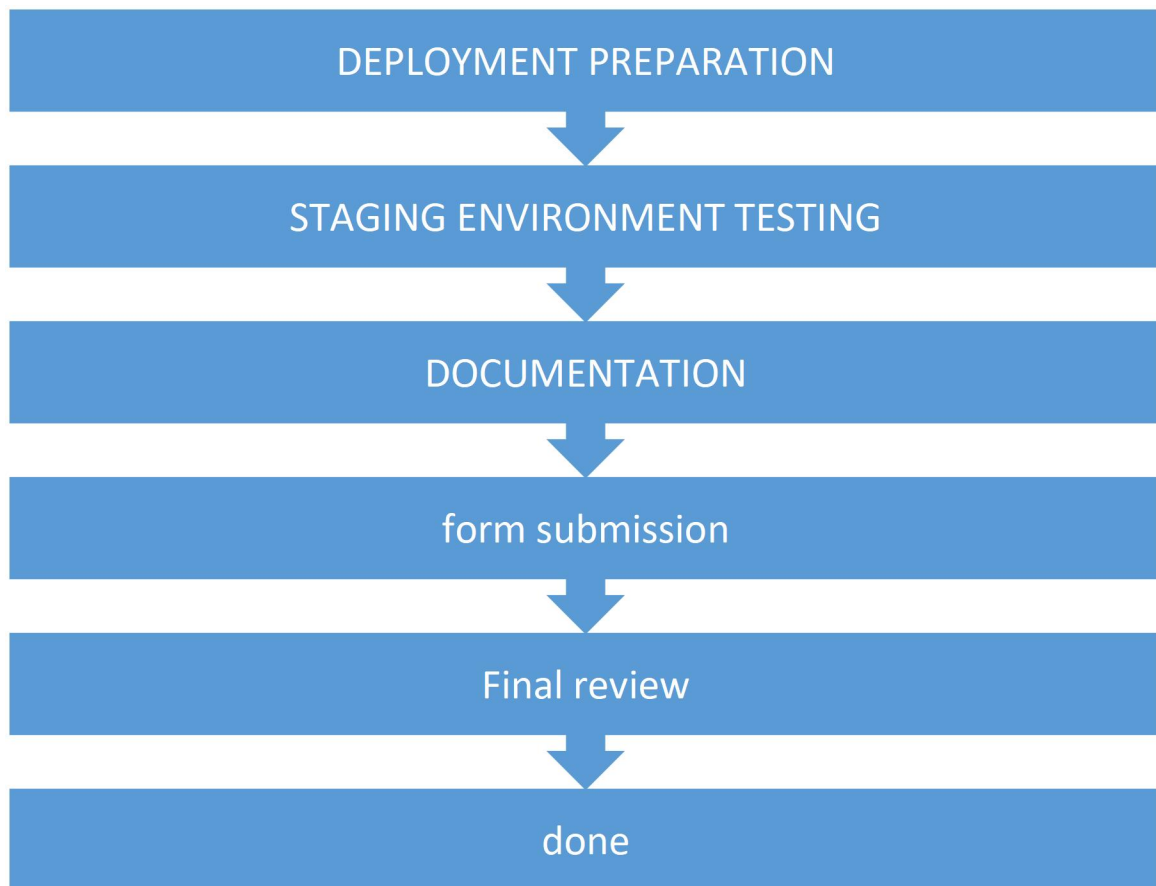 DEPLOYMENT PREPARATION
STAGING ENVIRONMENT TESTING
DOCUMENTATION
form submission
Final review
done